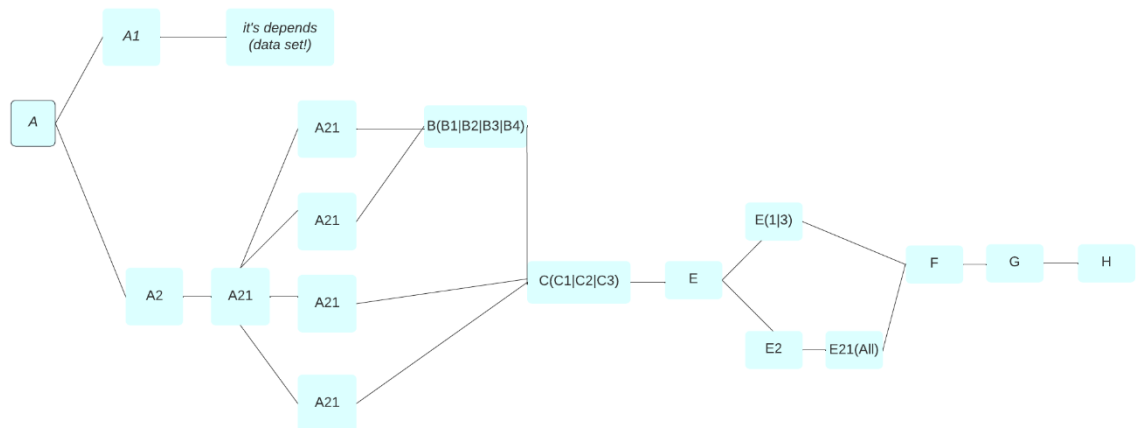 A1
it's depends
(data set!)
A
A21
B(B1|B2|B3|B4)
A21
A2
A21
A21
A21
C(C1|C2|C3)
E
E(1|3)
E2
E21(All)
F
G
H